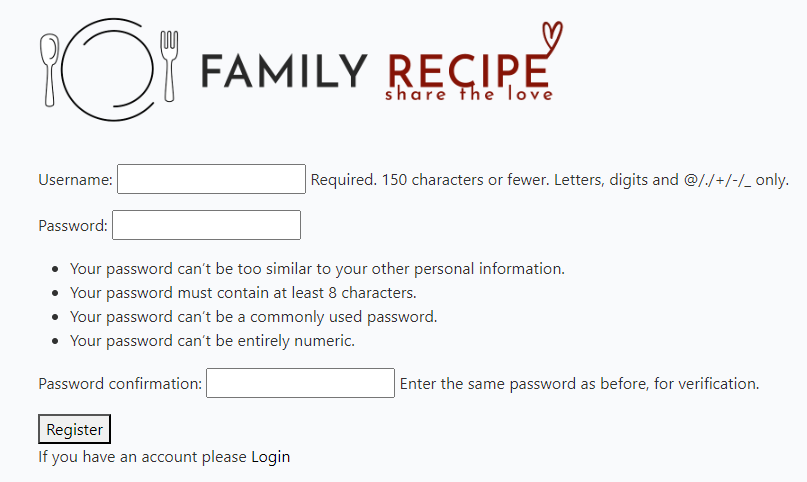 FAMILY RECIPE
share the love
Username: Required. 150 characters or fewer. Letters, digits and @/./+/-/_ only.
Password:
Your password can't be too similar to your other personal information.
Your password must contain at least 8 characters.
Your password can't be a commonly used password.
Your password can't be entirely numeric.
Password confirmation: Enter the same password as before, for verification.
Register
If you have an account please Login